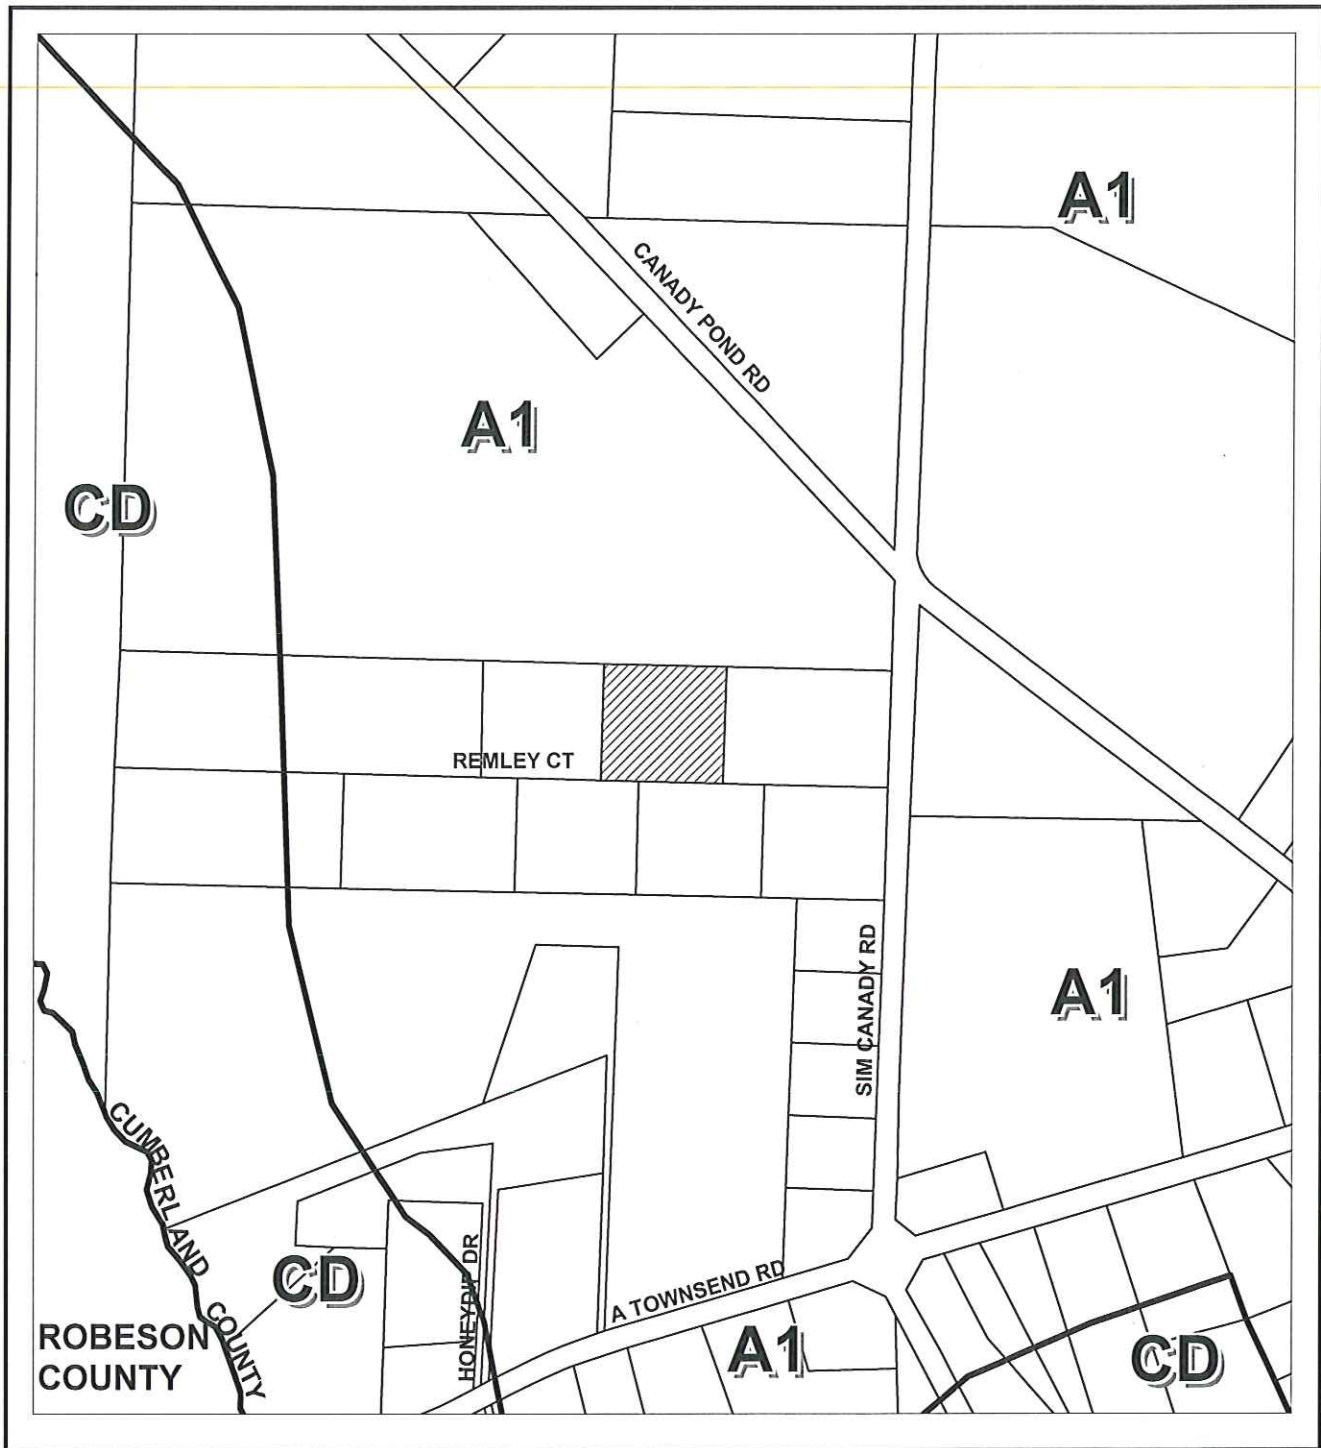 A1
CANADY POND RD
A1
CD
REMLEY CT
SIM CANADY RD
A1
CUMBERLAND COUNTY
CD
HONEYDIP DR
A TOWNSEND RD
ROBESON
COUNTY
A1
CD